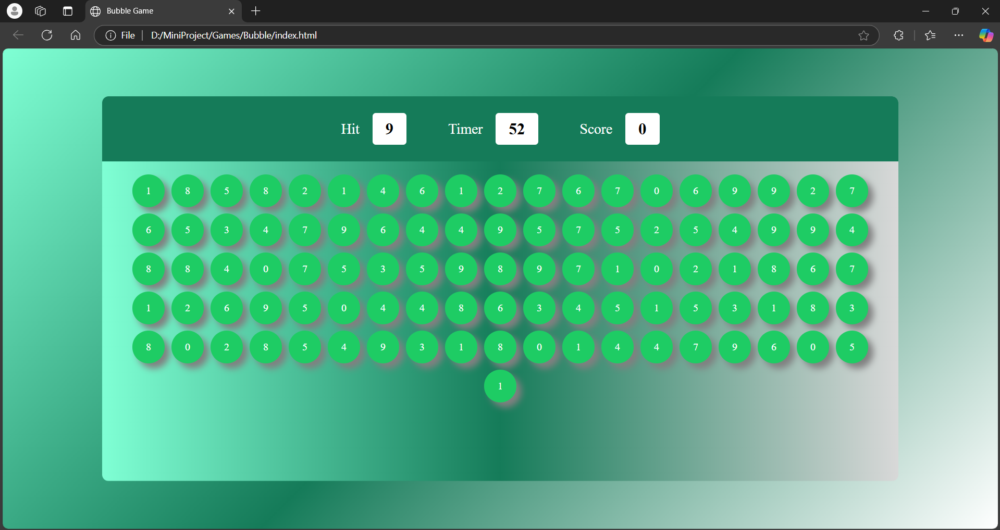 Bubble Game
File D:/MiniProject/Games/Bubble/index.html
Hit 9 Timer 52 Score 0
1 8 5 8 2 1 4 6 1 2 7 6 7 0 6 9 9 2 7
6 5 3 4 7 9 6 4 4 9 5 7 5 2 5 4 9 9 4
8 8 4 0 7 5 3 5 9 8 9 7 1 0 2 1 8 6 7
1 2 6 9 5 0 4 4 8 6 3 4 5 1 5 3 1 8 3
8 0 2 8 5 4 9 3 1 8 0 1 4 4 7 9 6 0 5
1